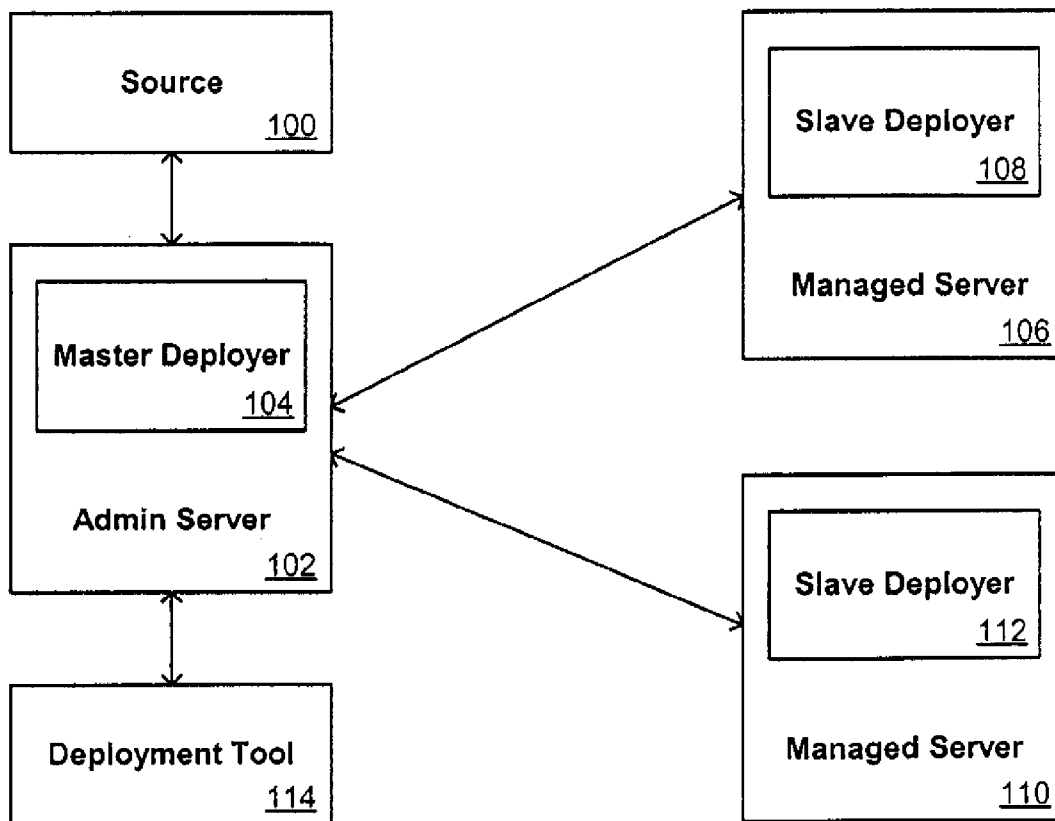 Source
100
Master Deployer
104
Admin Server
102
Deployment Tool
114
Slave Deployer
108
Managed Server
106
Slave Deployer
112
Managed Server
110